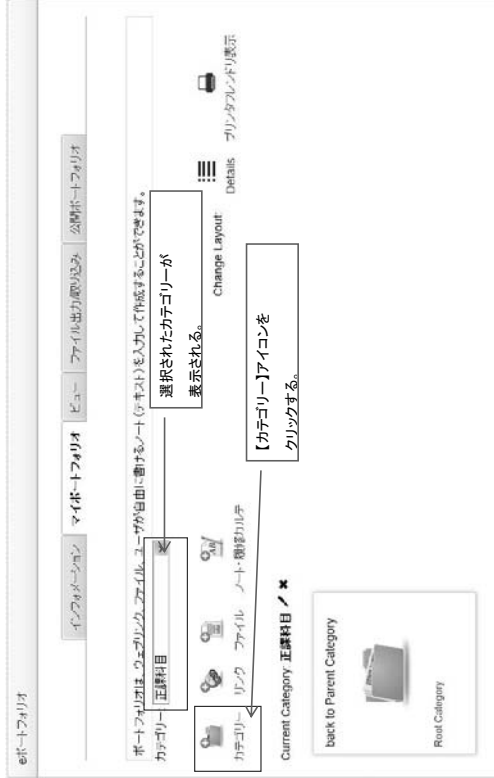 eポートフォリオ
インフォメーション
マイポートフォリオ
ビュー
ファイル出力/取り込み
公開ポートフォリオ
ポートフォリオは、ウェブリンク、ファイル、ユーザが自由に書けるノート(テキスト)を入力して作成することができます。
カテゴリー: 正課科目
選択されたカテゴリーが
表示される。
Change Layout:
Details
プリンタフレンドリ表示
カテゴリー
リンク
ファイル
ノート・履修カルテ
【カテゴリー】アイコンを
クリックする。
Current Category: 正課科目
back to Parent Category
Root Category